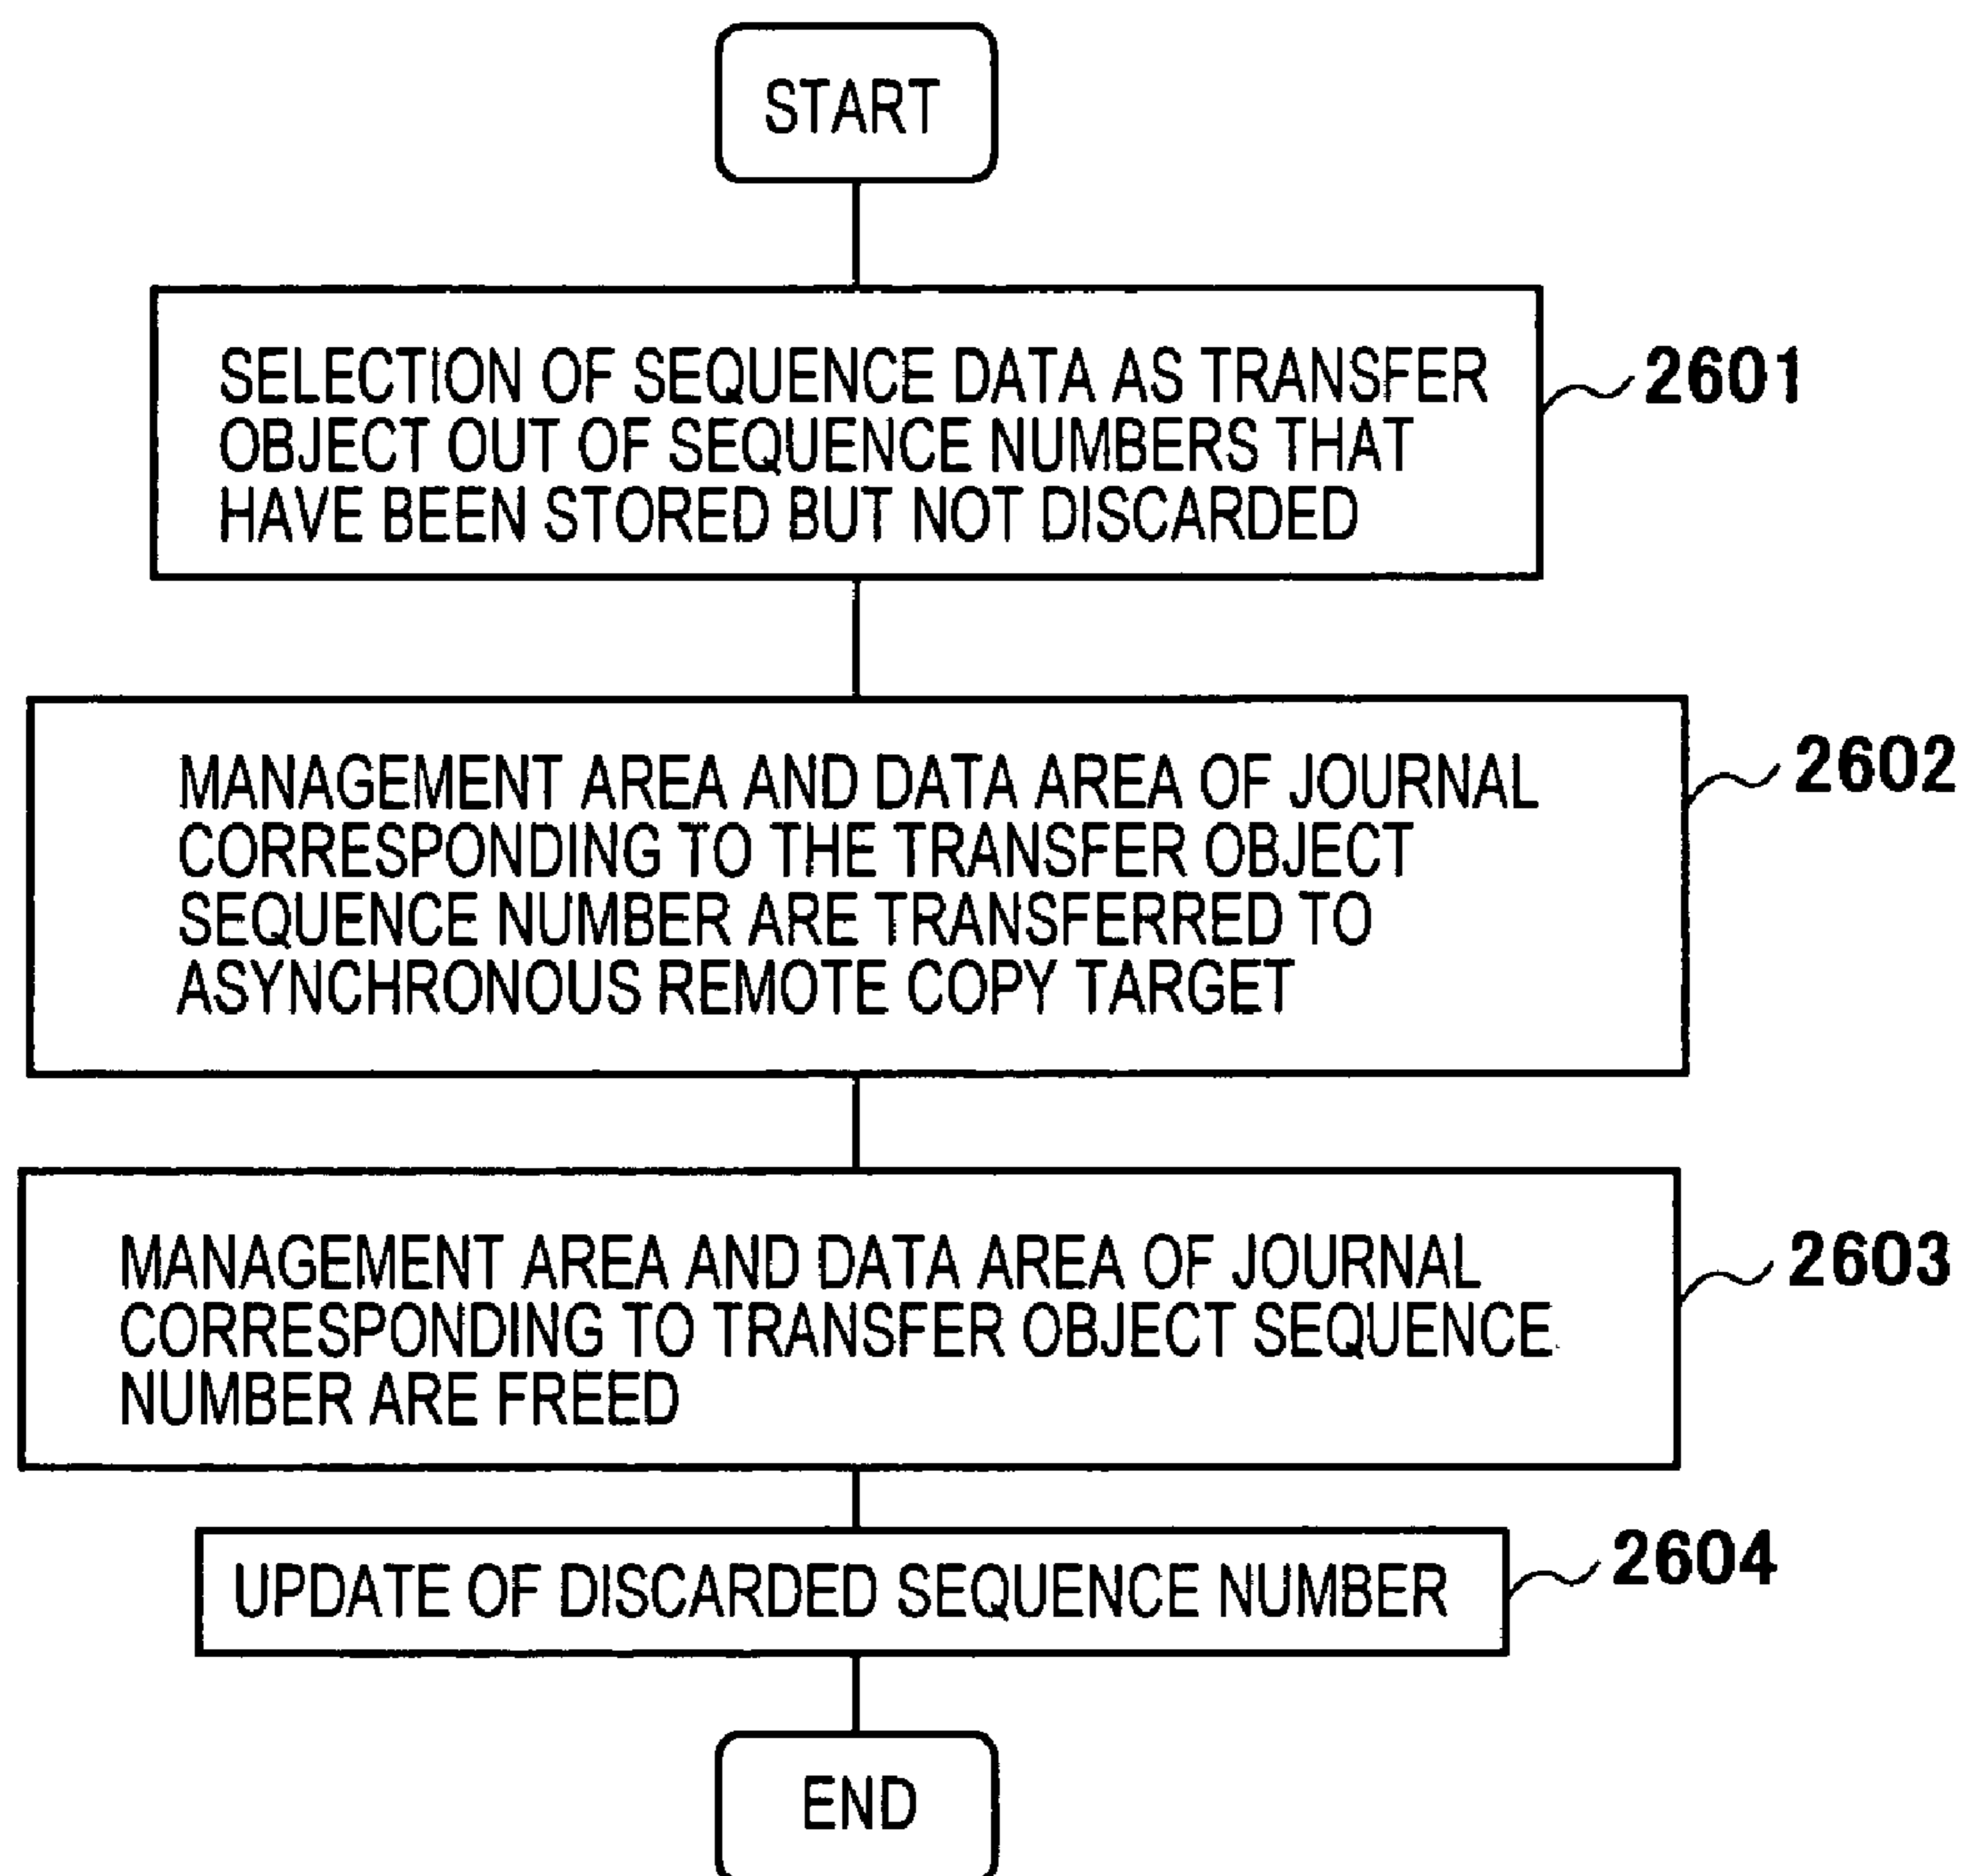 START
SELECTION OF SEQUENCE DATA AS TRANSFER
OBJECT OUT OF SEQUENCE NUMBERS THAT
HAVE BEEN STORED BUT NOT DISCARDED
2601
MANAGEMENT AREA AND DATA AREA OF JOURNAL
CORRESPONDING TO THE TRANSFER OBJECT
SEQUENCE NUMBER ARE TRANSFERRED TO
ASYNCHRONOUS REMOTE COPY TARGET
2602
MANAGEMENT AREA AND DATA AREA OF JOURNAL
CORRESPONDING TO TRANSFER OBJECT SEQUENCE
NUMBER ARE FREED
2603
UPDATE OF DISCARDED SEQUENCE NUMBER
2604
END